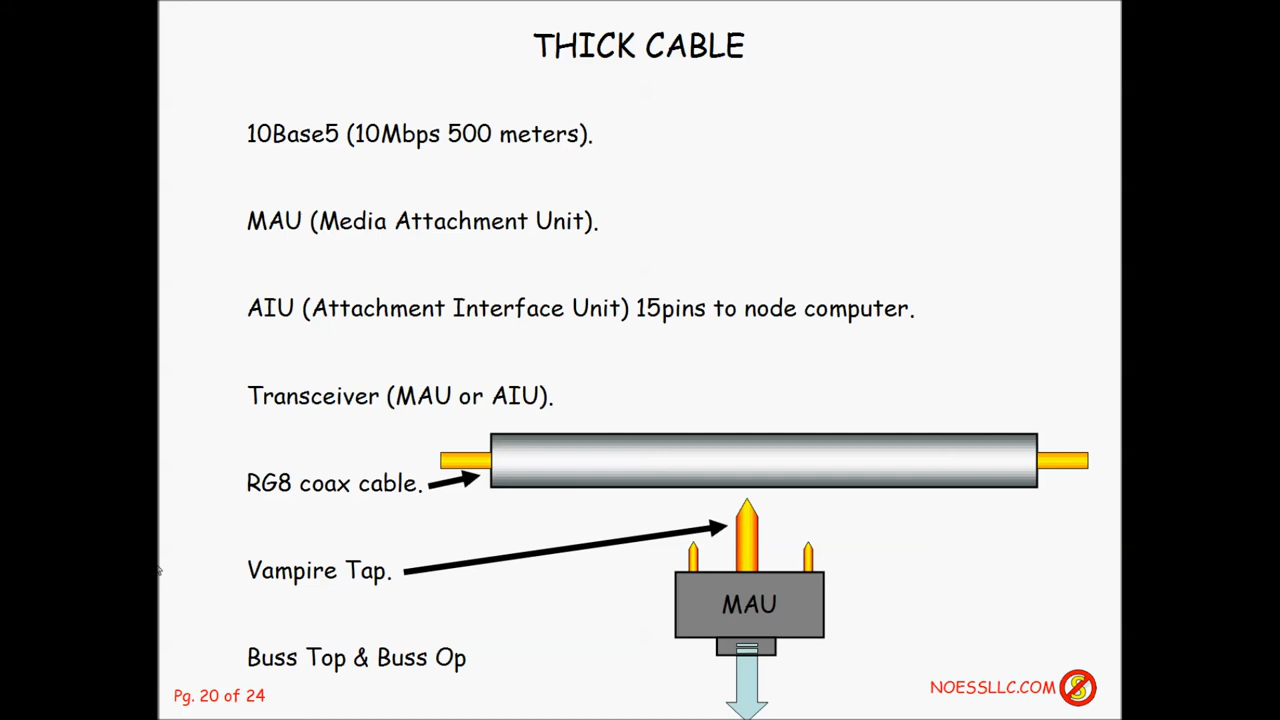 THICK CABLE
10Base5 (10Mbps 500 meters).
MAU (Media Attachment Unit).
AIU (Attachment Interface Unit) 15pins to node computer.
Transceiver (MAU or AIU).
RG8 coax cable.
Vampire Tap.
MAU
Buss Top & Buss Op
Pg. 20 of 24
NOESSLLC.COM
S